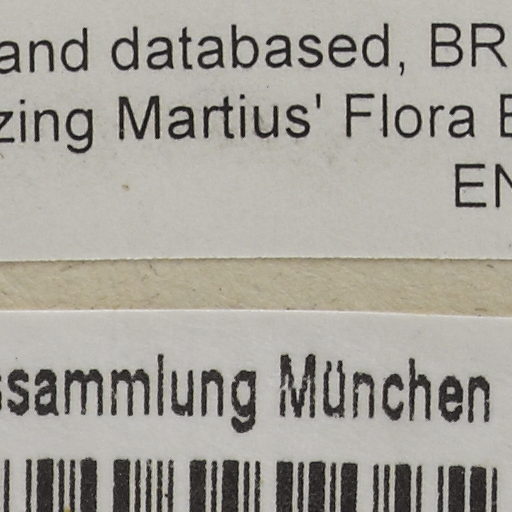 and databased, BR
zing Martius' Flora B
EN
ssammlung München